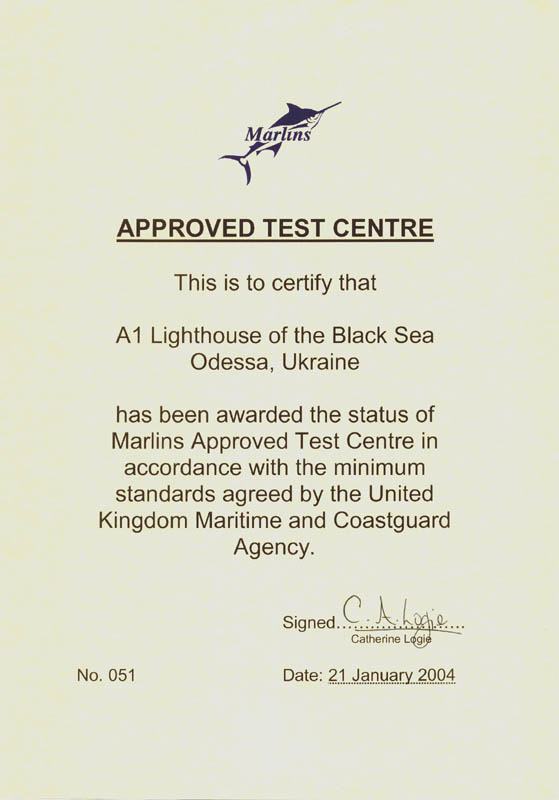 Marlins
APPROVED TEST CENTRE
This is to certify that
A1 Lighthouse of the Black Sea
Odessa, Ukraine
has been awarded the status of
Marlins Approved Test Centre in
accordance with the minimum
standards agreed by the United
Kingdom Maritime and Coastguard
Agency.
Signed...C. A. Logie...
Catherine Logie
No. 051
Date: 21 January 2004